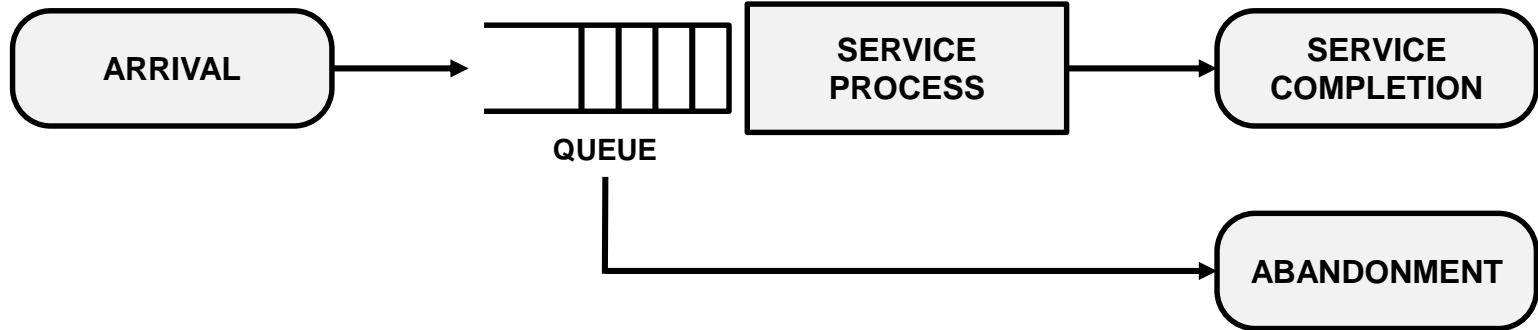 ARRIVAL
SERVICE
PROCESS
SERVICE
COMPLETION
QUEUE
ABANDONMENT